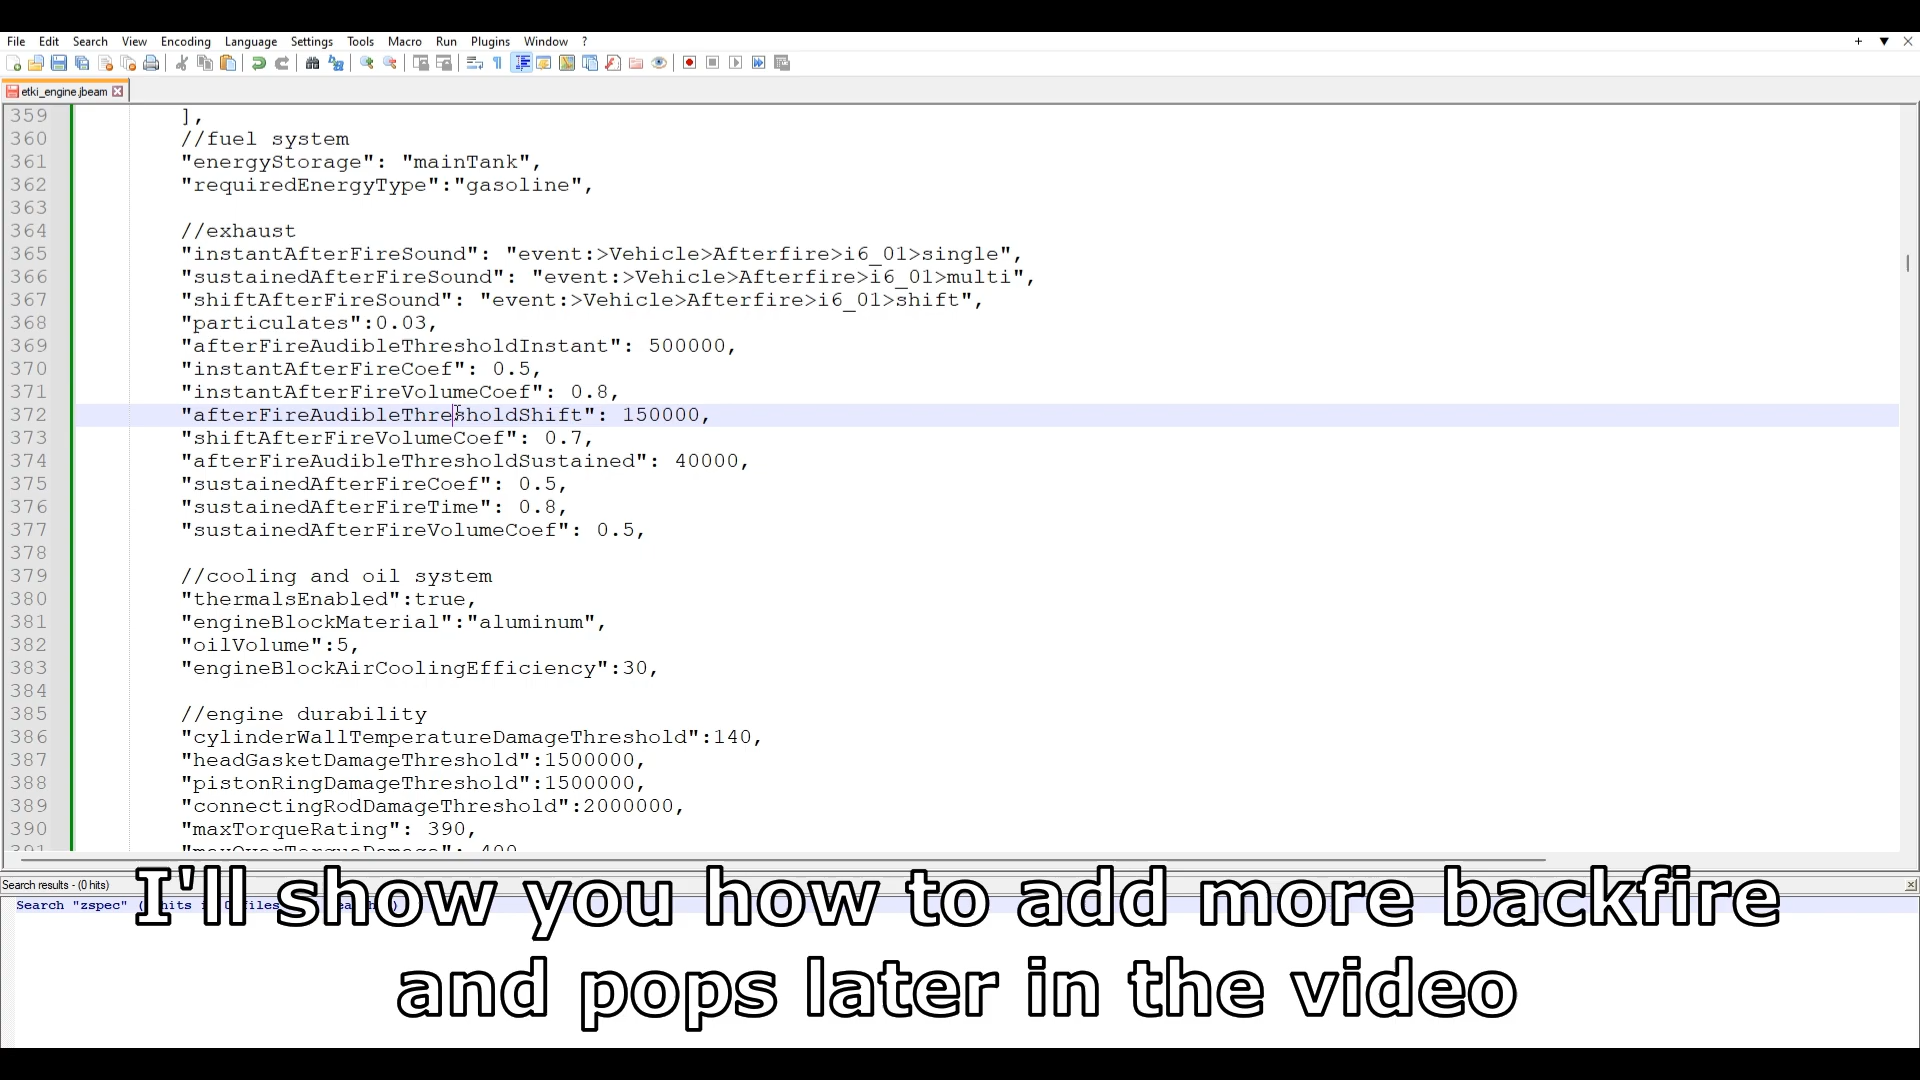 File Edit Search View Encoding Language Settings Tools Macro Run Plugins Window ?
etki_engine.jbeam
359 ],
360 //fuel system
361 "energyStorage": "mainTank",
362 "requiredEnergyType":"gasoline",
363
364 //exhaust
365 "instantAfterFireSound": "event:>Vehicle>Afterfire>i6_01>single",
366 "sustainedAfterFireSound": "event:>Vehicle>Afterfire>i6_01>multi",
367 "shiftAfterFireSound": "event:>Vehicle>Afterfire>i6_01>shift",
368 "particulates":0.03,
369 "afterFireAudibleThresholdInstant": 500000,
370 "instantAfterFireCoef": 0.5,
371 "instantAfterFireVolumeCoef": 0.8,
372 "afterFireAudibleThresholdShift": 150000,
373 "shiftAfterFireVolumeCoef": 0.7,
374 "afterFireAudibleThresholdSustained": 40000,
375 "sustainedAfterFireCoef": 0.5,
376 "sustainedAfterFireTime": 0.8,
377 "sustainedAfterFireVolumeCoef": 0.5,
378
379 //cooling and oil system
380 "thermalsEnabled":true,
381 "engineBlockMaterial":"aluminum",
382 "oilVolume":5,
383 "engineBlockAirCoolingEfficiency":30,
384
385 //engine durability
386 "cylinderWallTemperatureDamageThreshold":140,
387 "headGasketDamageThreshold":1500000,
388 "pistonRingDamageThreshold":1500000,
389 "connectingRodDamageThreshold":2000000,
390 "maxTorqueRating": 390,
Search results - (0 hits)
Search "zspec"
I'll show you how to add more backfire
and pops later in the video